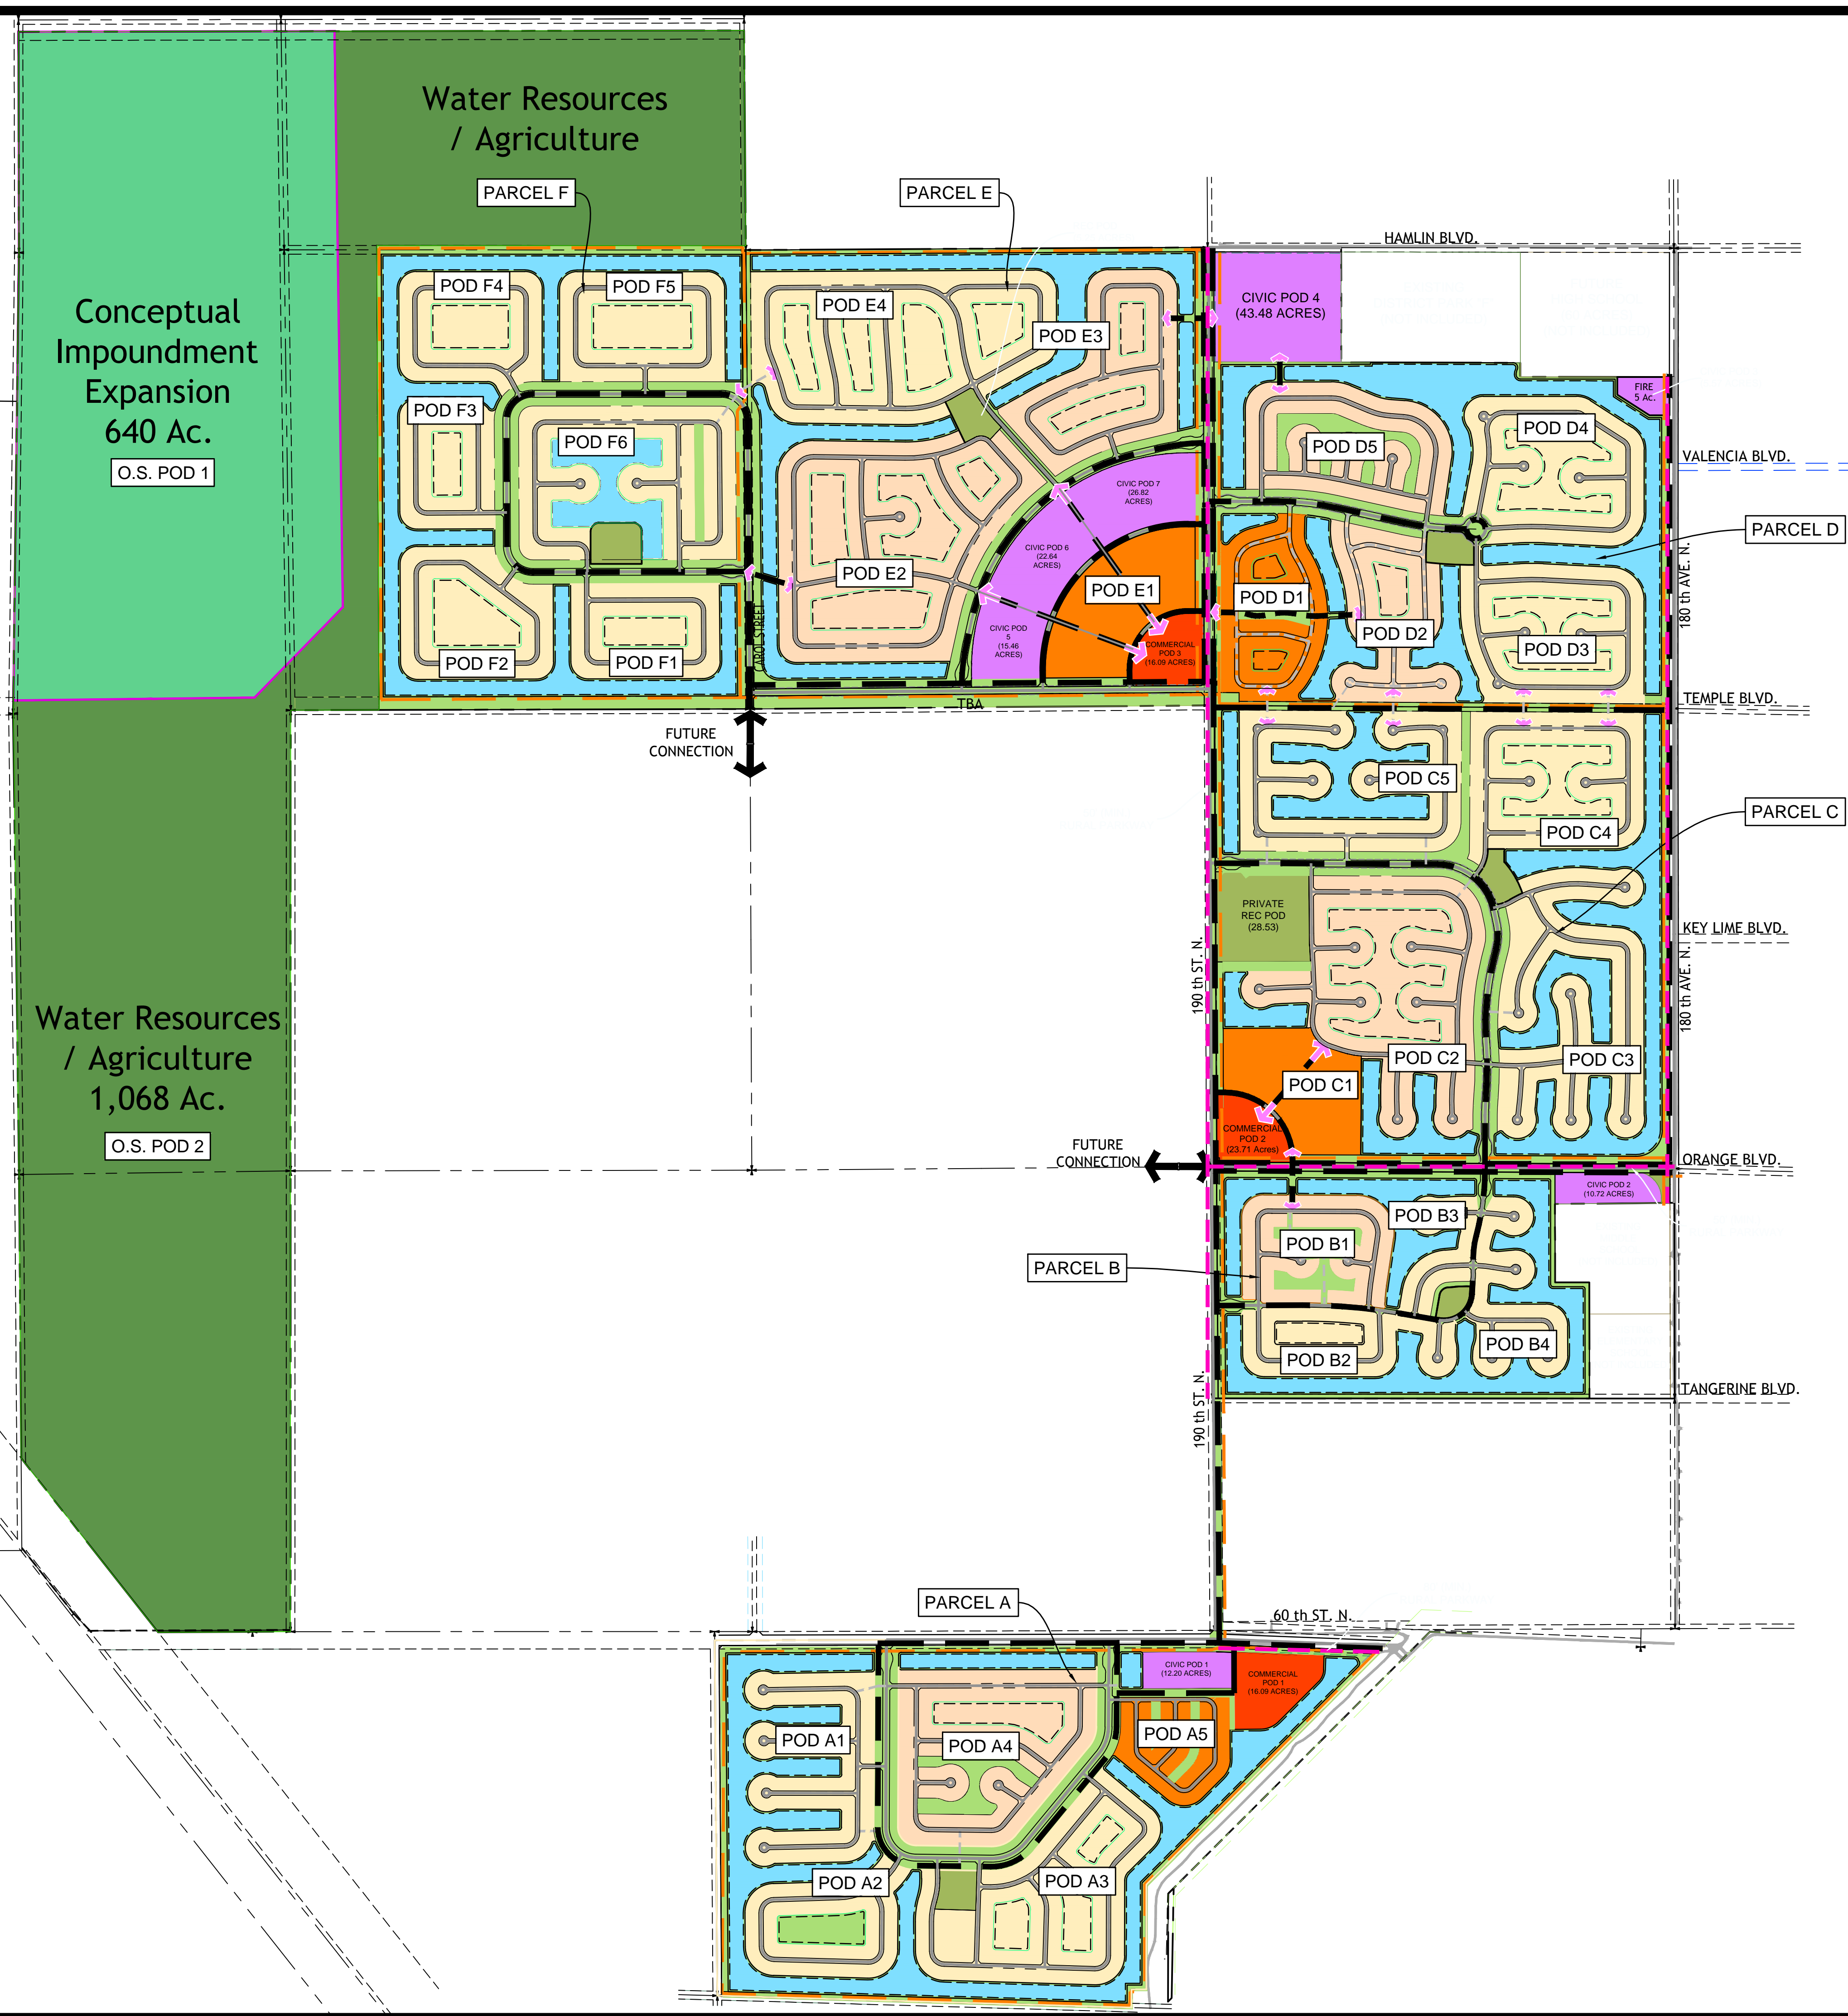 Water Resources
/ Agriculture
PARCEL F
PARCEL E
HAMLIN BLVD.
Conceptual
Impoundment
Expansion
640 Ac.
O.S. POD 1
POD F4
POD F5
POD F3
POD F6
POD F2
POD F1
POD E4
POD E3
POD E2
POD E1
CIVIC POD 7
(26.82
ACRES)
CIVIC POD 6
(22.64
ACRES)
CIVIC POD
5
(15.46
ACRES)
COMMERCIAL
POD 3
(16.09 ACRES)
CAROL STREET
TBA
FUTURE
CONNECTION
CIVIC POD 4
(43.48 ACRES)
FIRE
5 Ac.
POD D5
POD D4
VALENCIA BLVD.
PARCEL D
180 th AVE. N.
POD D1
POD D2
POD D3
TEMPLE BLVD.
POD C5
POD C4
PARCEL C
PRIVATE
REC POD
(28.53)
KEY LIME BLVD.
190 th ST. N.
180 th AVE. N.
POD C2
POD C3
POD C1
COMMERCIAL
POD 2
(23.71 Acres)
FUTURE
CONNECTION
ORANGE BLVD.
CIVIC POD 2
(10.72 ACRES)
Water Resources
/ Agriculture
1,068 Ac.
O.S. POD 2
POD B3
POD B1
PARCEL B
POD B4
POD B2
TANGERINE BLVD.
190 th ST. N.
PARCEL A
60 th ST. N.
CIVIC POD 1
(12.20 ACRES)
COMMERCIAL
POD 1
(16.09 ACRES)
POD A1
POD A4
POD A5
POD A2
POD A3